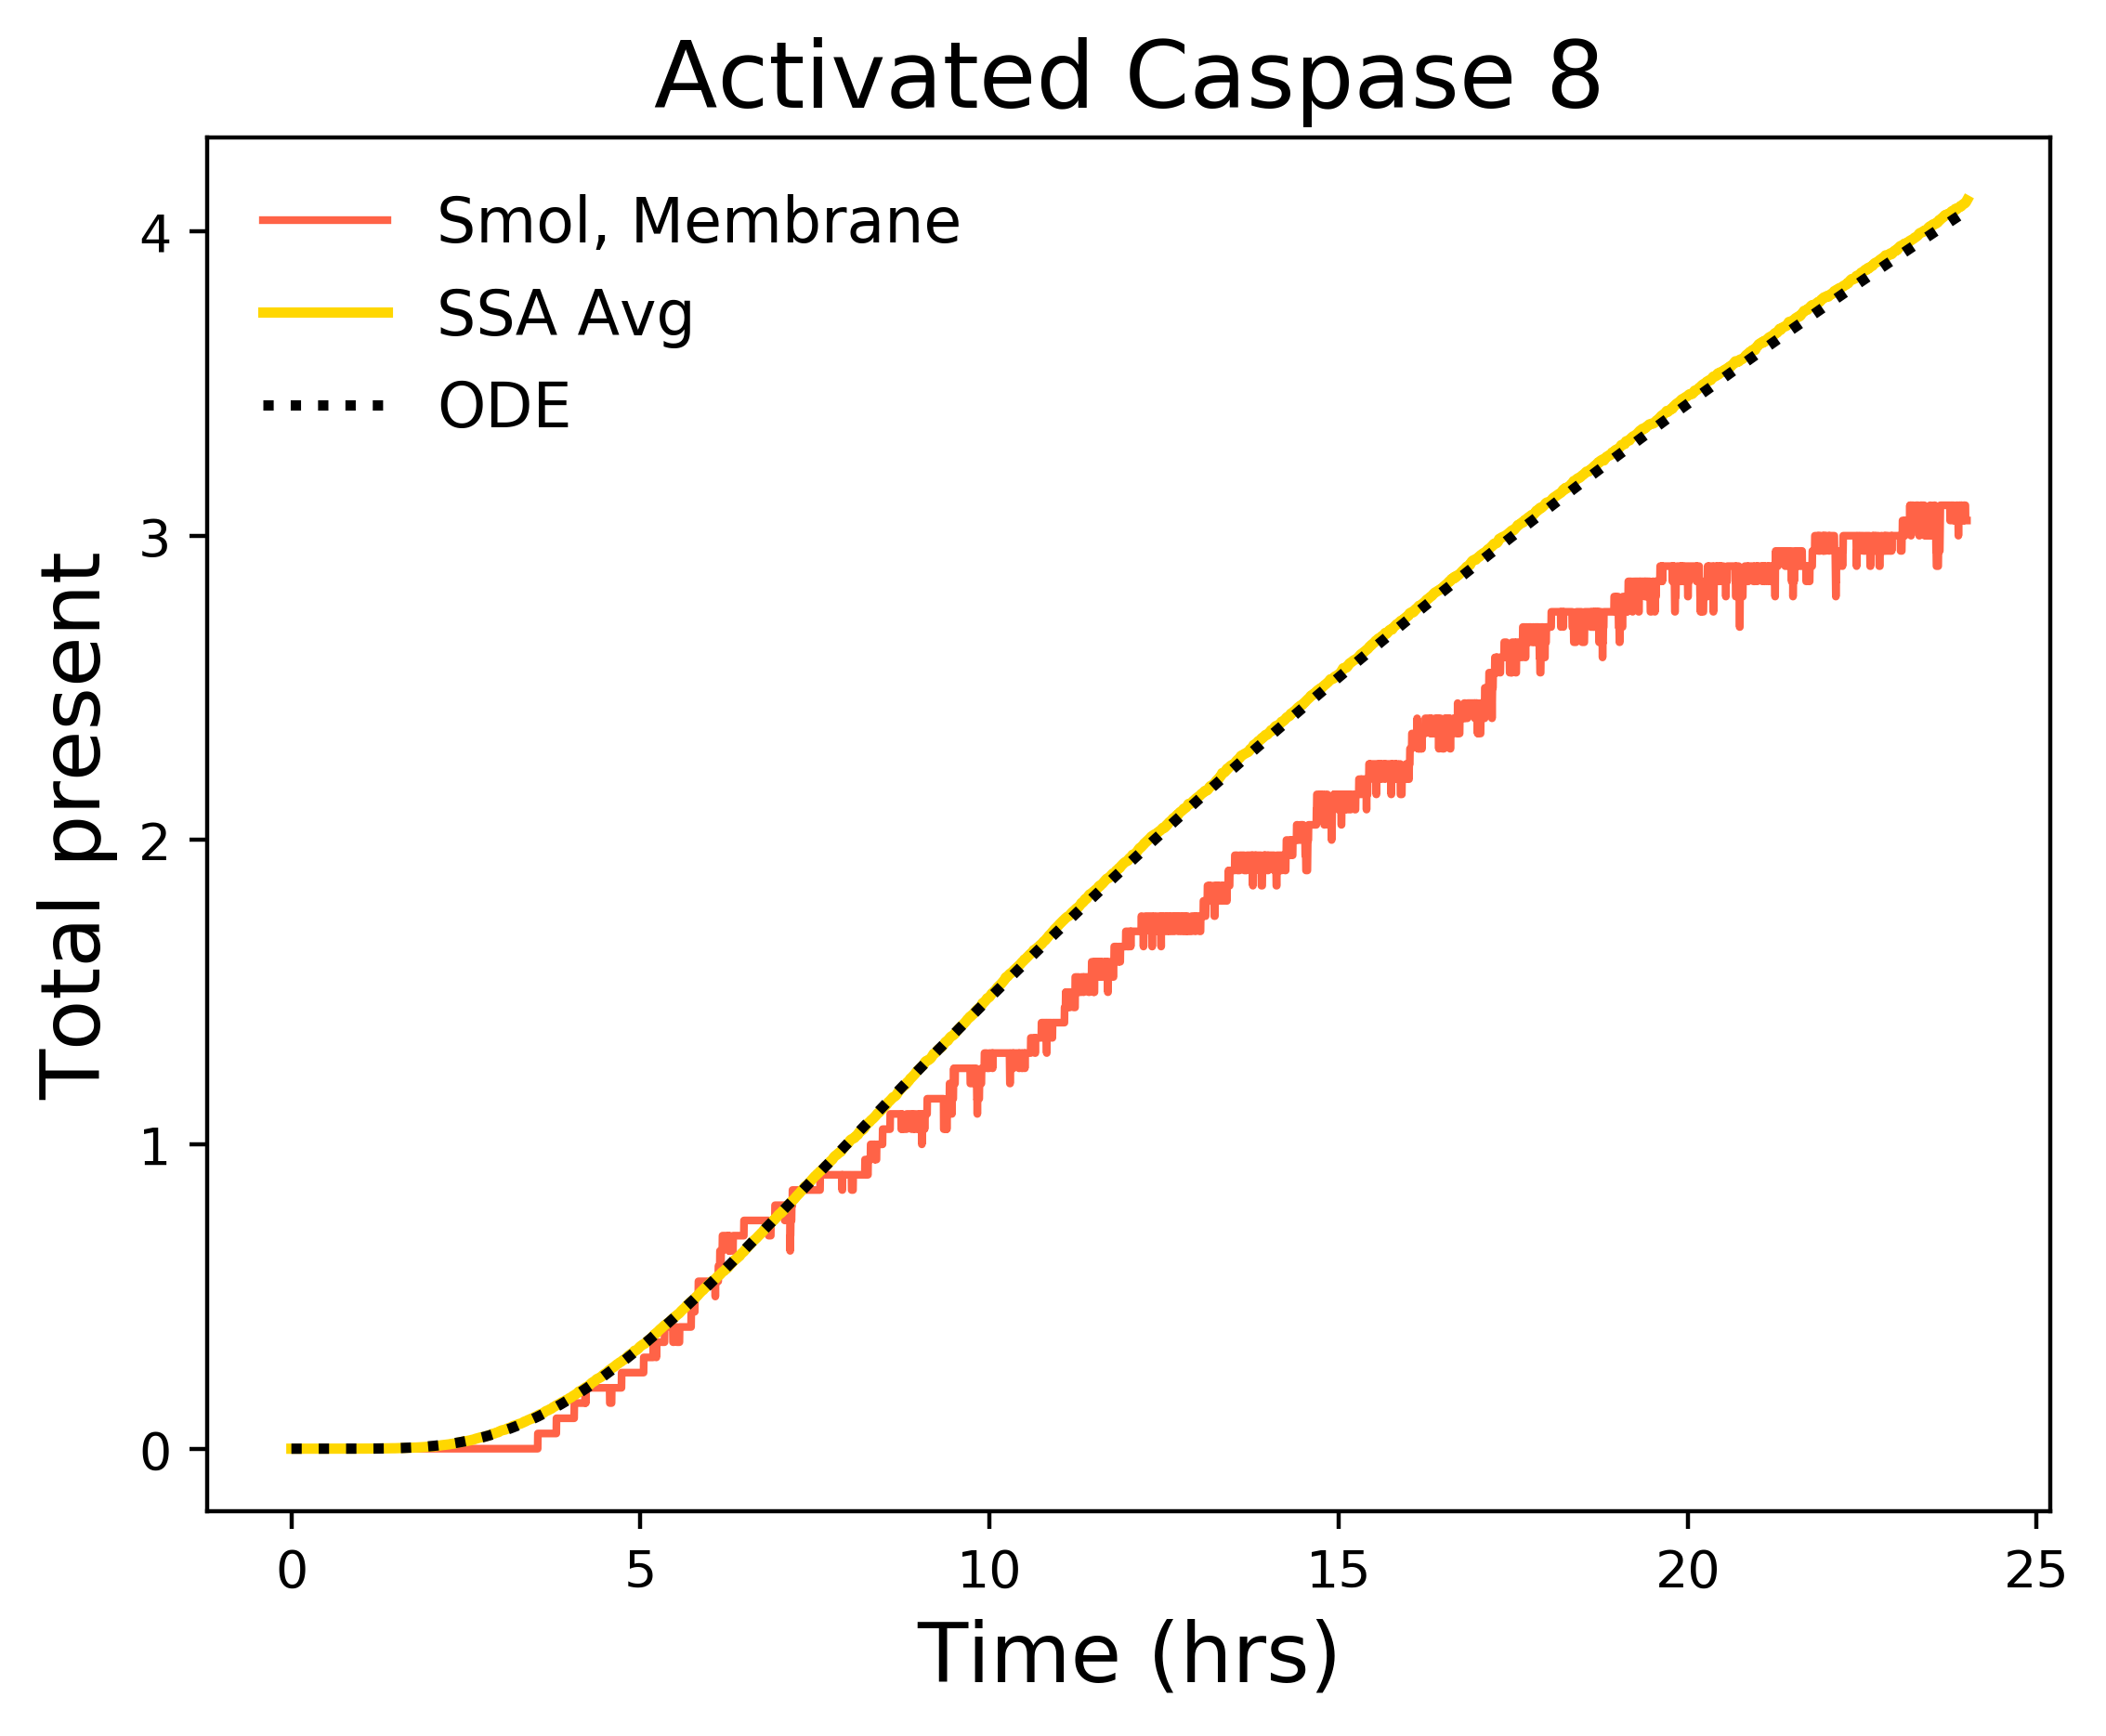 Activated Caspase 8
Smol, Membrane
SSA Avg
ODE
Total present
4
3
2
1
0
0 5 10 15 20 25
Time (hrs)